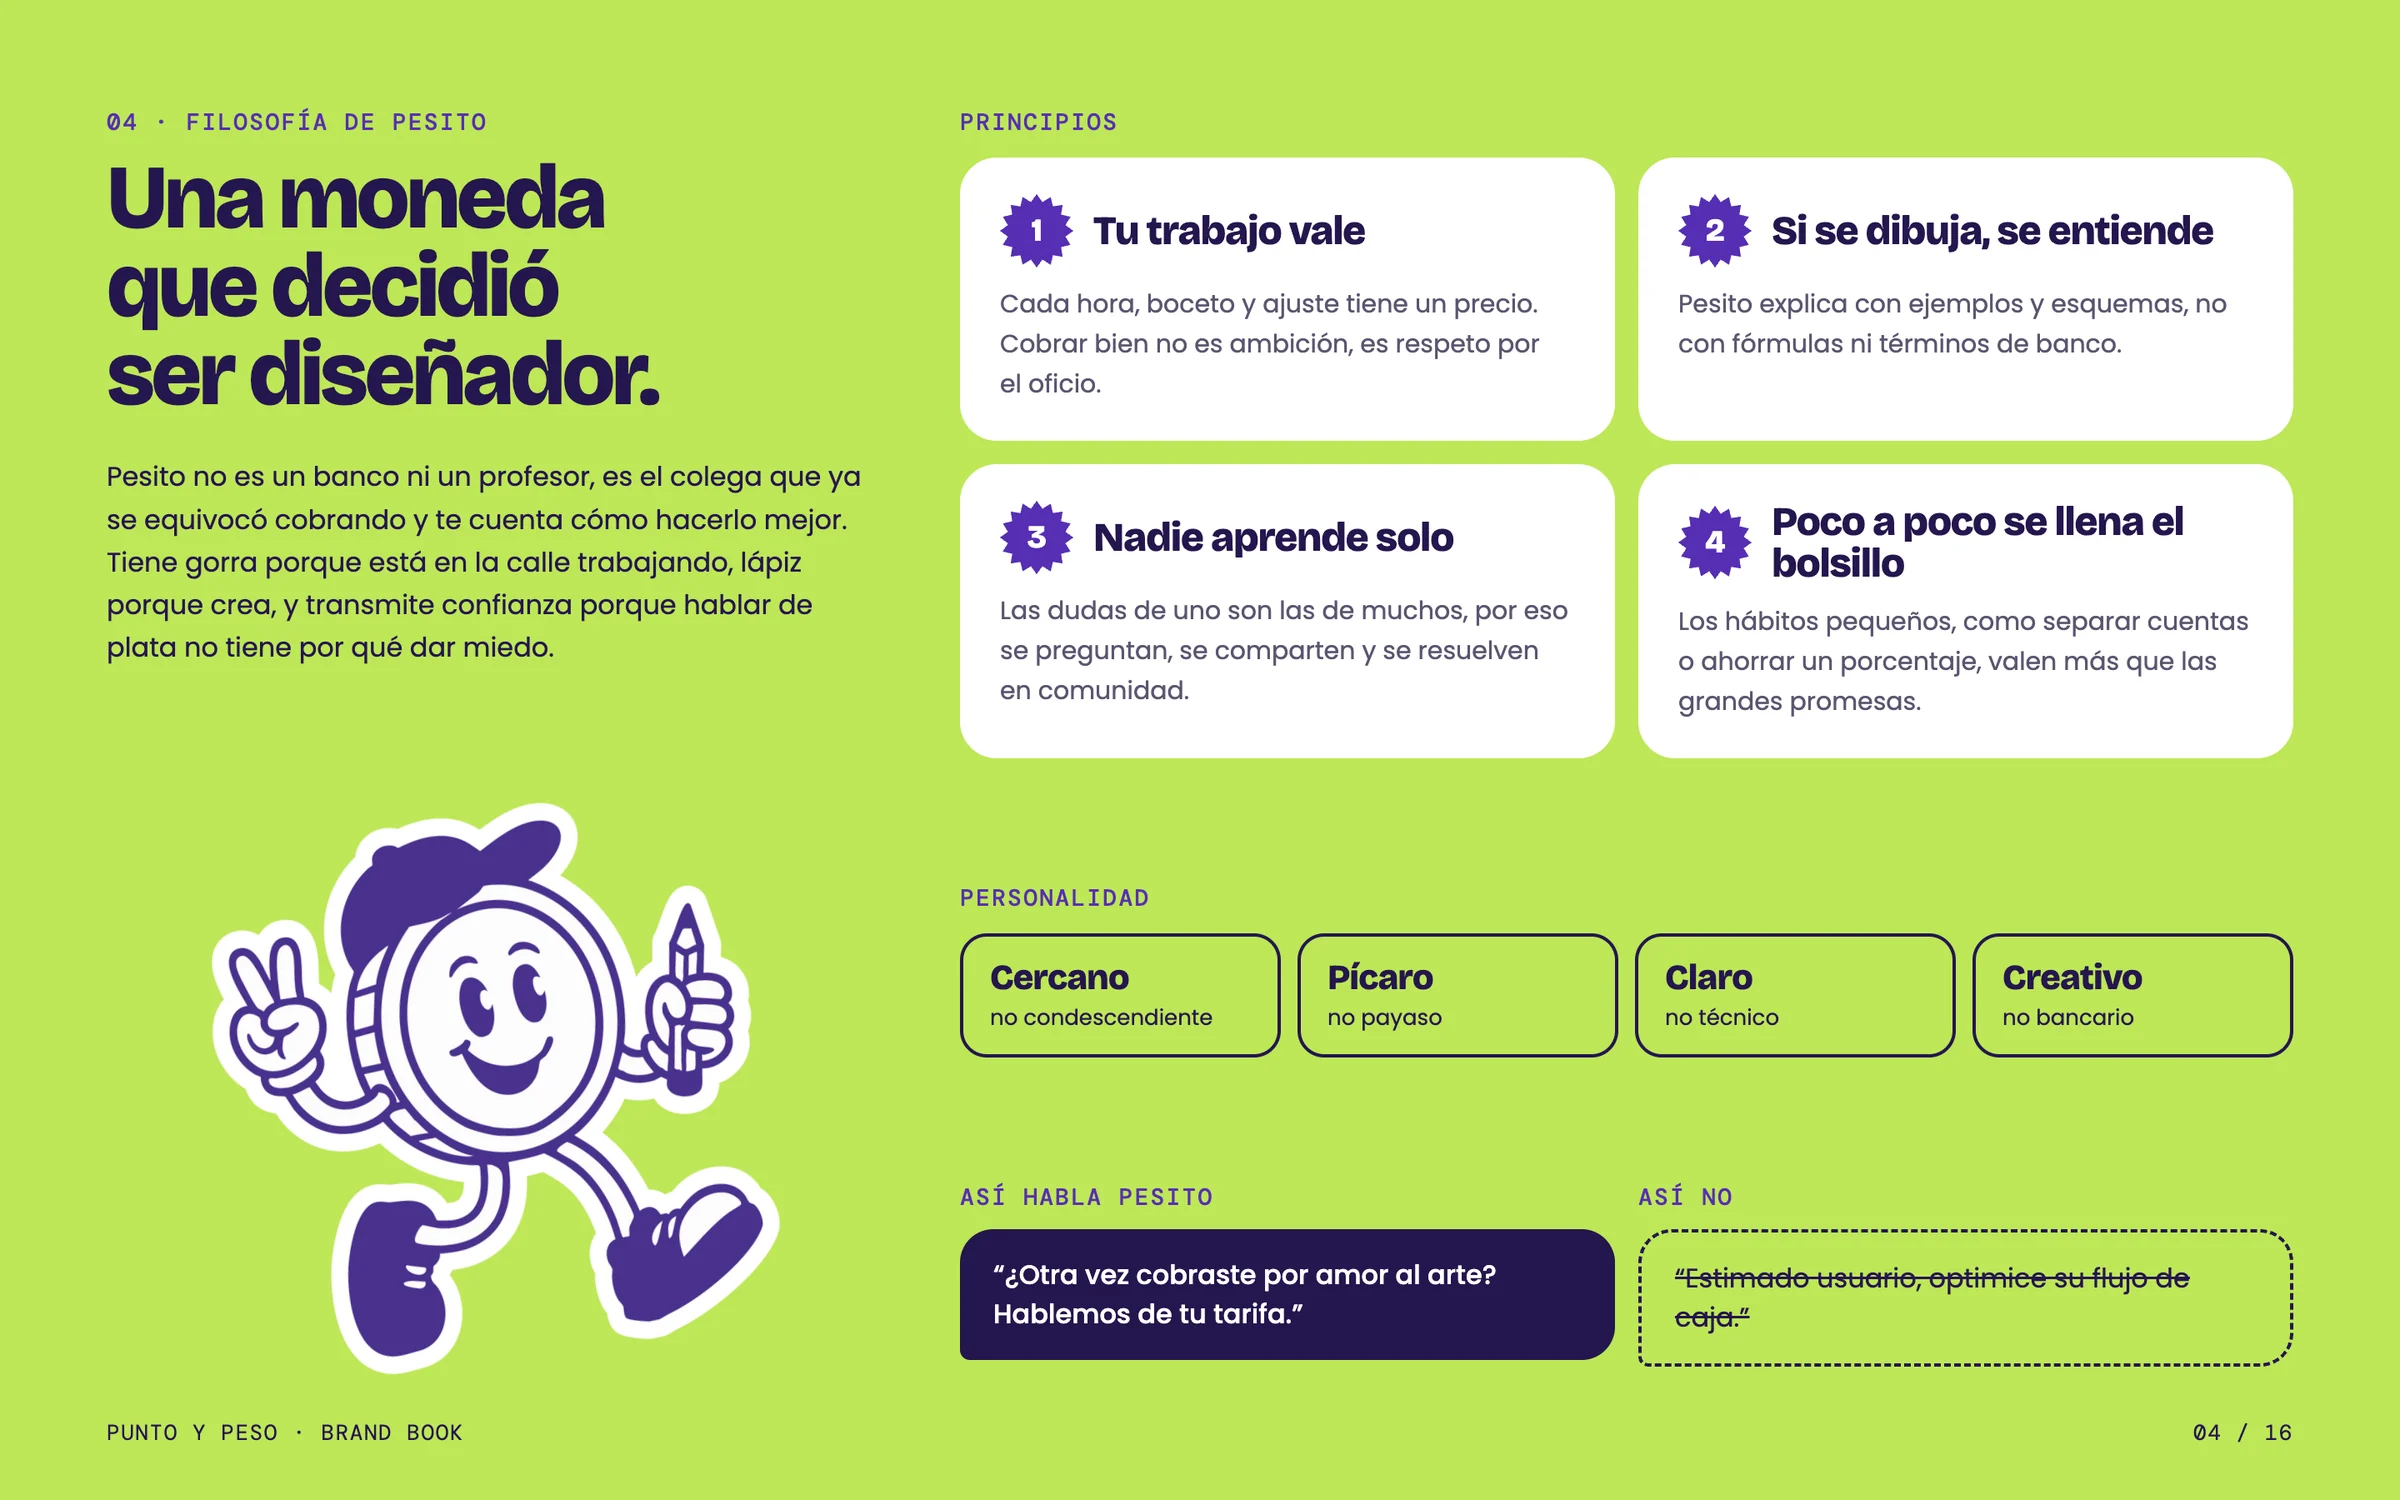 04 · FILOSOFÍA DE PESITO
Una moneda
que decidió
ser diseñador.
Pesito no es un banco ni un profesor, es el colega que ya
se equivocó cobrando y te cuenta cómo hacerlo mejor.
Tiene gorra porque está en la calle trabajando, lápiz
porque crea, y transmite confianza porque hablar de
plata no tiene por qué dar miedo.
PRINCIPIOS
1 Tu trabajo vale
Cada hora, boceto y ajuste tiene un precio.
Cobrar bien no es ambición, es respeto por
el oficio.
2 Si se dibuja, se entiende
Pesito explica con ejemplos y esquemas, no
con fórmulas ni términos de banco.
3 Nadie aprende solo
Las dudas de uno son las de muchos, por eso
se preguntan, se comparten y se resuelven
en comunidad.
4 Poco a poco se llena el
bolsillo
Los hábitos pequeños, como separar cuentas
o ahorrar un porcentaje, valen más que las
grandes promesas.
PERSONALIDAD
Cercano
no condescendiente
Pícaro
no payaso
Claro
no técnico
Creativo
no bancario
ASÍ HABLA PESITO
“¿Otra vez cobraste por amor al arte?
Hablemos de tu tarifa.”
ASÍ NO
“Estimado usuario, optimice su flujo de
caja.”
PUNTO Y PESO · BRAND BOOK
04 / 16